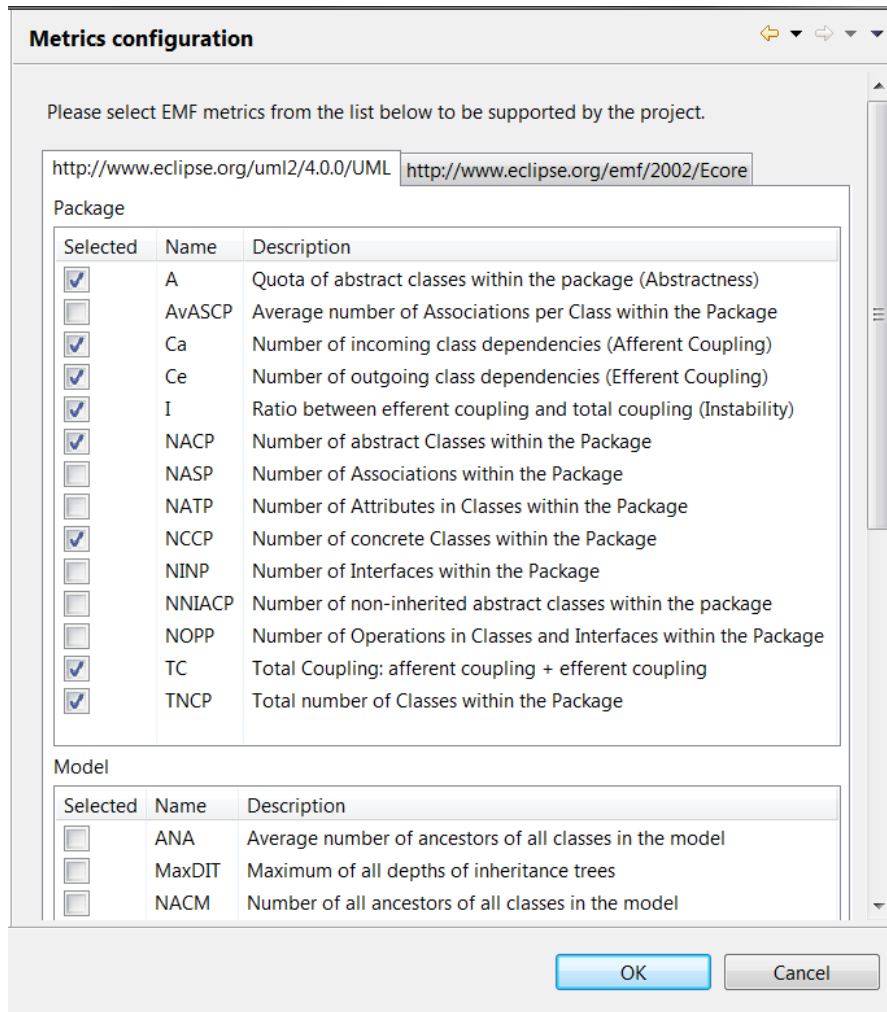 Metrics configuration
Please select EMF metrics from the list below to be supported by the project.
http://www.eclipse.org/uml2/4.0.0/UML http://www.eclipse.org/emf/2002/Ecore
Package
Selected Name Description
A Quota of abstract classes within the package (Abstractness)
AvASCP Average number of Associations per Class within the Package
Ca Number of incoming class dependencies (Afferent Coupling)
Ce Number of outgoing class dependencies (Efferent Coupling)
I Ratio between efferent coupling and total coupling (Instability)
NACP Number of abstract Classes within the Package
NASP Number of Associations within the Package
NATP Number of Attributes in Classes within the Package
NCCP Number of concrete Classes within the Package
NINP Number of Interfaces within the Package
NNIACP Number of non-inherited abstract classes within the package
NOPP Number of Operations in Classes and Interfaces within the Package
TC Total Coupling: afferent coupling + efferent coupling
TNCP Total number of Classes within the Package
Model
Selected Name Description
ANA Average number of ancestors of all classes in the model
MaxDIT Maximum of all depths of inheritance trees
NACM Number of all ancestors of all classes in the model
OK Cancel